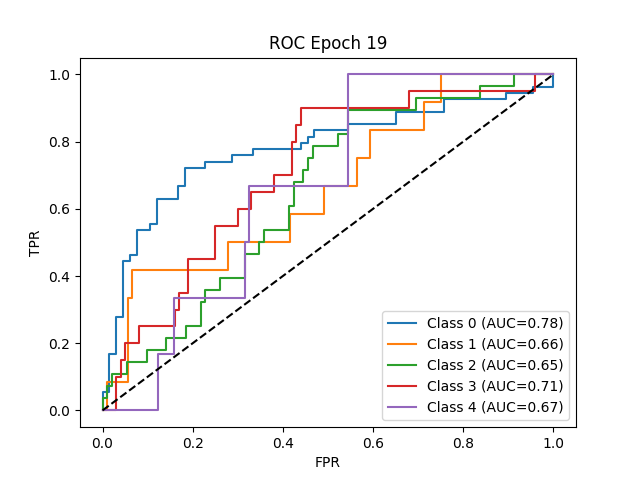 ROC Epoch 19
TPR
1.0
0.8
0.6
0.4
0.2
0.0
Class 0 (AUC=0.78)
Class 1 (AUC=0.66)
Class 2 (AUC=0.65)
Class 3 (AUC=0.71)
Class 4 (AUC=0.67)
0.0 0.2 0.4 0.6 0.8 1.0
FPR